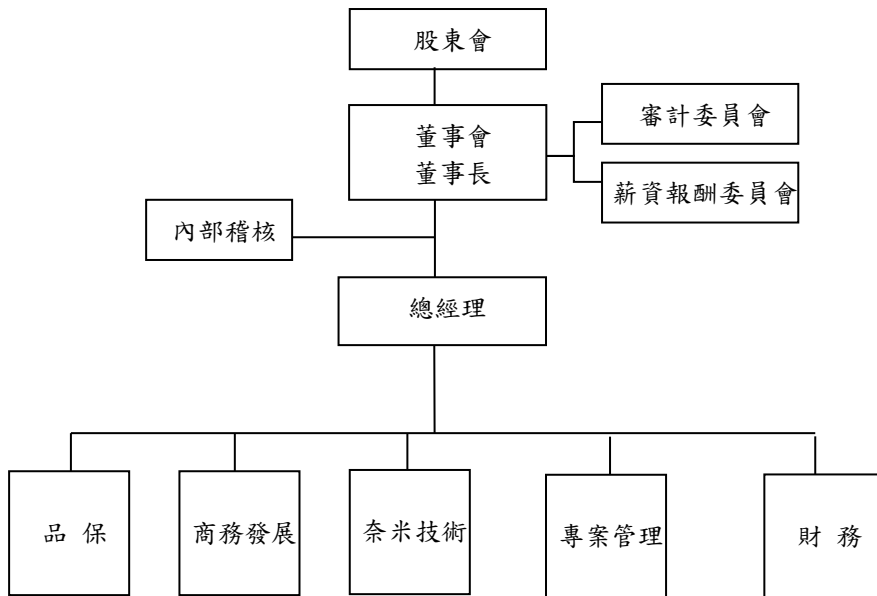 股東會
董事會
董事長
審計委員會
薪資報酬委員會
內部稽核
總經理
品 保
商務發展
奈米技術
專案管理
財 務